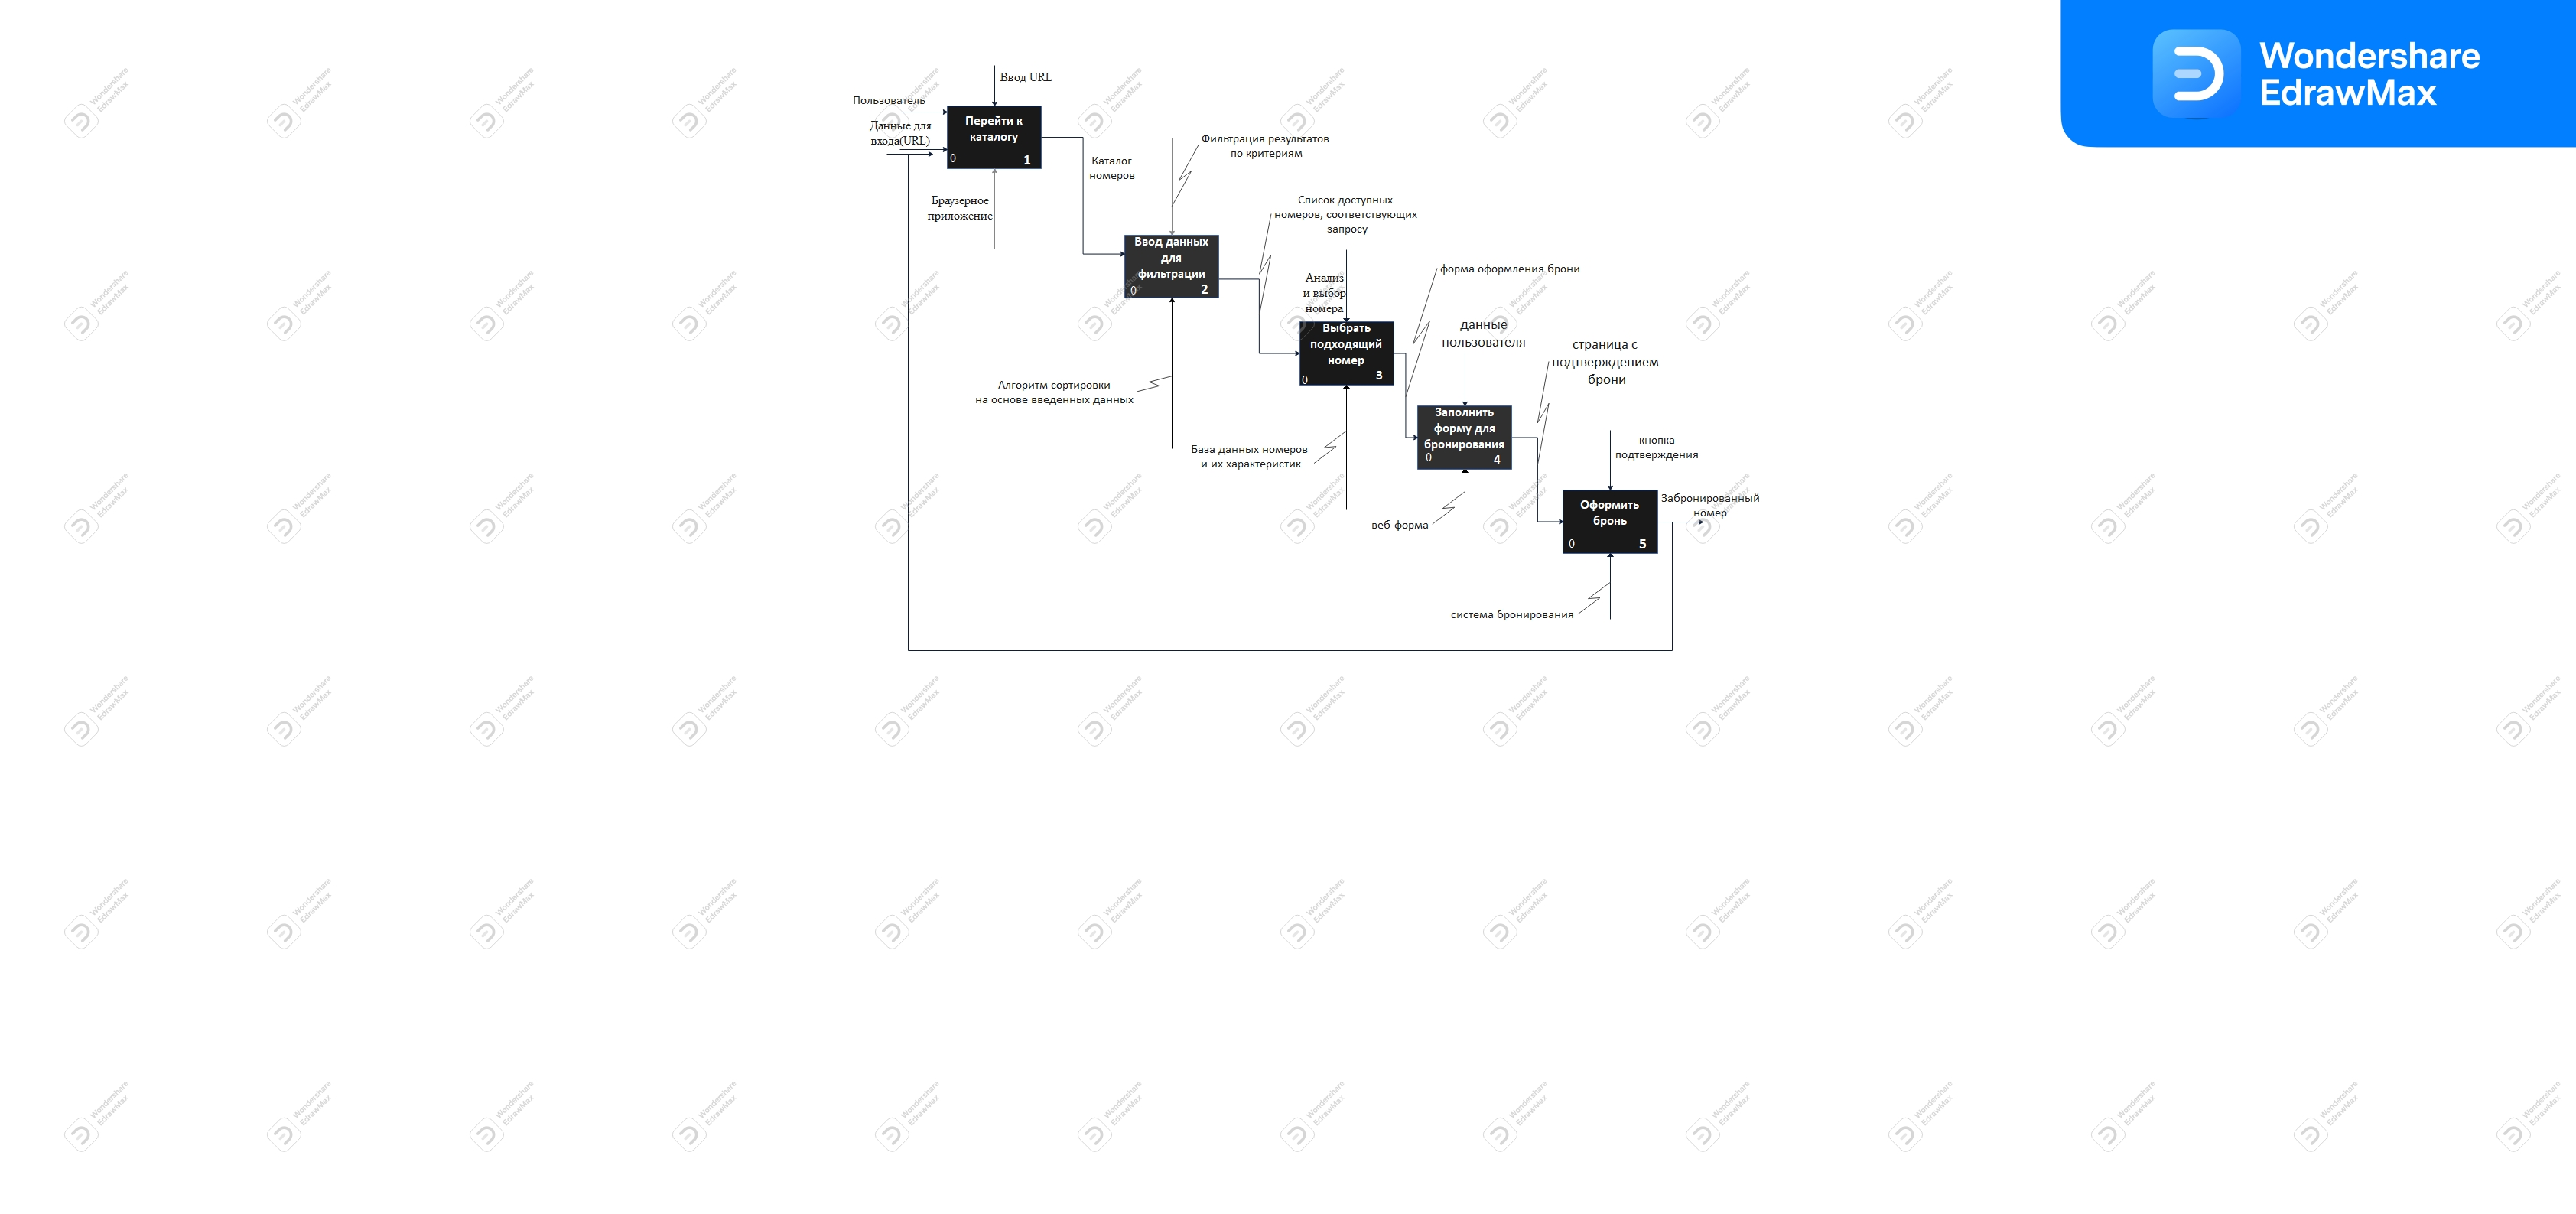 Wondershare
EdrawMax
Ввод URL
Пользователь
Данные для
входа(URL)
Перейти к
каталогу
0
1
Браузерное
приложение
Каталог
номеров
Фильтрация результатов
по критериям
Ввод данных
для
фильтрации
0
2
Алгоритм сортировки
на основе введенных данных
Список доступных
номеров, соответствующих
запросу
Анализ
и выбор
номера
Выбрать
подходящий
номер
0
3
База данных номеров
и их характеристик
форма оформления брони
данные
пользователя
Заполнить
форму для
бронирования
0
4
веб-форма
страница с
подтверждением
брони
кнопка
подтверждения
Оформить
бронь
0
5
Забронированный
номер
система бронирования